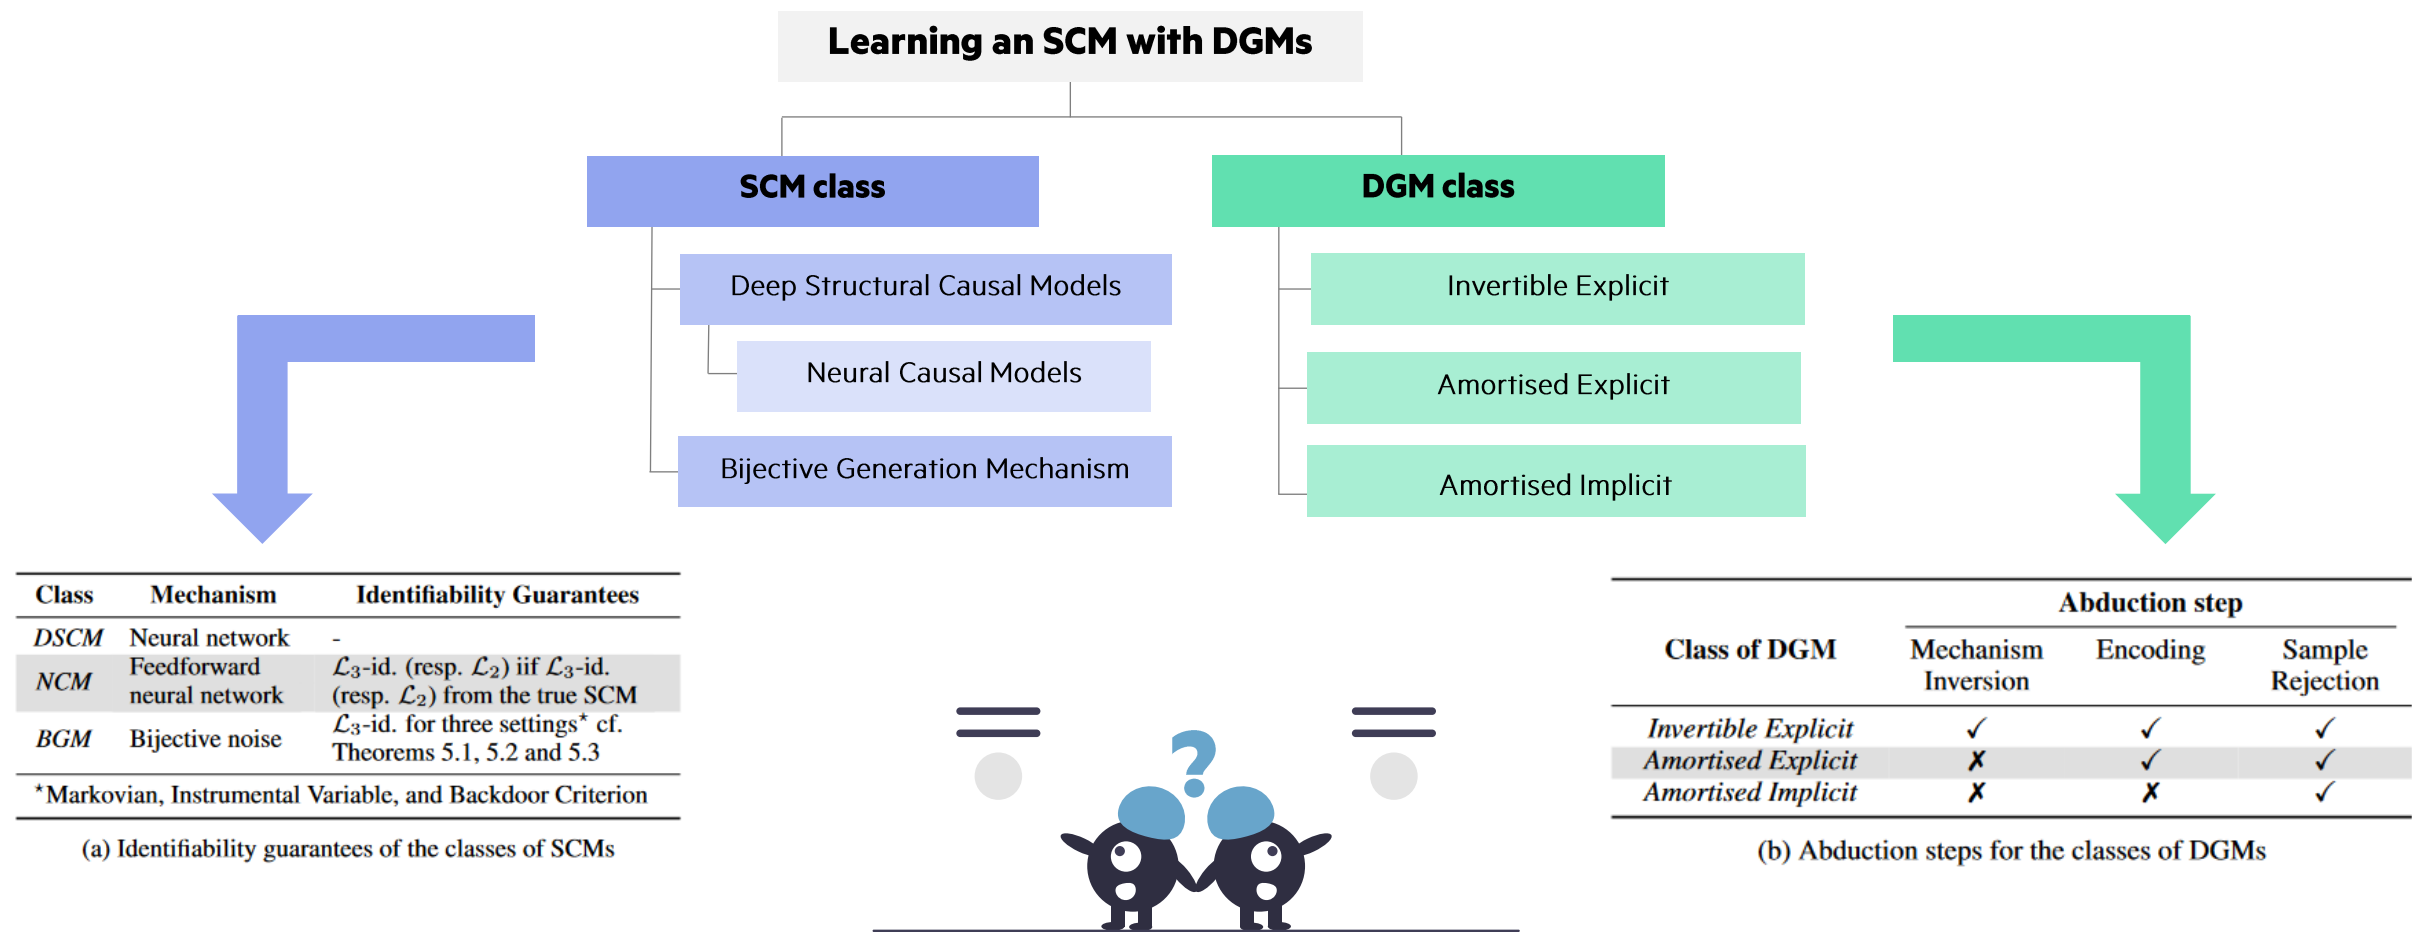 Learning an SCM with DGMs
SCM class
DGM class
Deep Structural Causal Models
Neural Causal Models
Bijective Generation Mechanism
Invertible Explicit
Amortised Explicit
Amortised Implicit
Class Mechanism Identifiability Guarantees
DSCM Neural network -
NCM Feedforward neural network ℒ₃-id. (resp. ℒ₂) iif ℒ₃-id. (resp. ℒ₂) from the true SCM
BGM Bijective noise ℒ₃-id. for three settings* cf. Theorems 5.1, 5.2 and 5.3
*Markovian, Instrumental Variable, and Backdoor Criterion
(a) Identifiability guarantees of the classes of SCMs
?
Abduction step
Class of DGM Mechanism Inversion Encoding Sample Rejection
Invertible Explicit ✓ ✓ ✓
Amortised Explicit ✗ ✓ ✓
Amortised Implicit ✗ ✗ ✓
(b) Abduction steps for the classes of DGMs